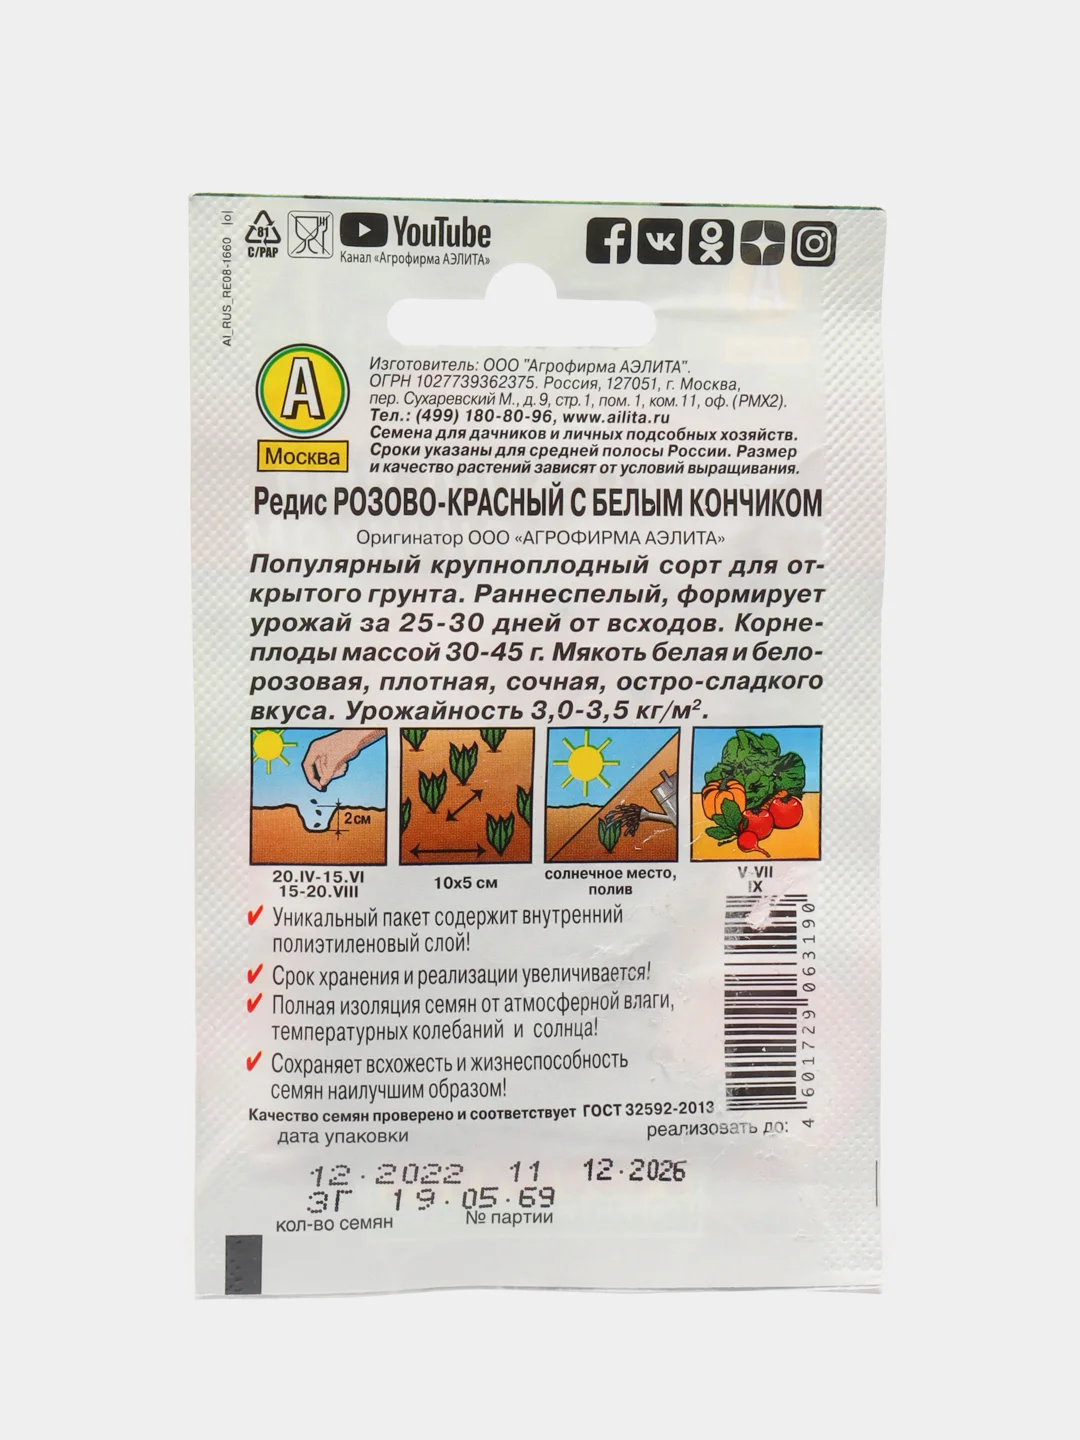 AI_RUS_RE08-1660 |o|
81
C/PAP
YouTube
Канал «Агрофирма АЭЛИТА»
А
Москва
Изготовитель: ООО "Агрофирма АЭЛИТА".
ОГРН 1027739362375. Россия, 127051, г. Москва,
пер. Сухаревский М., д. 9, стр.1, пом. 1, ком. 11, оф. (РМХ2).
Тел.: (499) 180-80-96, www.ailita.ru
Семена для дачников и личных подсобных хозяйств.
Сроки указаны для средней полосы России. Размер
и качество растений зависят от условий выращивания.
Редис РОЗОВО-КРАСНЫЙ С БЕЛЫМ КОНЧИКОМ
Оригинатор ООО «АГРОФИРМА АЭЛИТА»
Популярный крупноплодный сорт для от-
крытого грунта. Раннеспелый, формирует
урожай за 25-30 дней от всходов. Корне-
плоды массой 30-45 г. Мякоть белая и бело-
розовая, плотная, сочная, остро-сладкого
вкуса. Урожайность 3,0-3,5 кг/м².
2 см
20.IV-15.VI
15-20.VIII
10х5 см
солнечное место,
полив
V-VII
IX
Уникальный пакет содержит внутренний
полиэтиленовый слой!
Срок хранения и реализации увеличивается!
Полная изоляция семян от атмосферной влаги,
температурных колебаний и солнца!
Сохраняет всхожесть и жизнеспособность
семян наилучшим образом!
4 601729 063190
Качество семян проверено и соответствует ГОСТ 32592-2013
дата упаковки реализовать до:
12·2022 11 12·2026
3Г 19·05·69
кол-во семян № партии